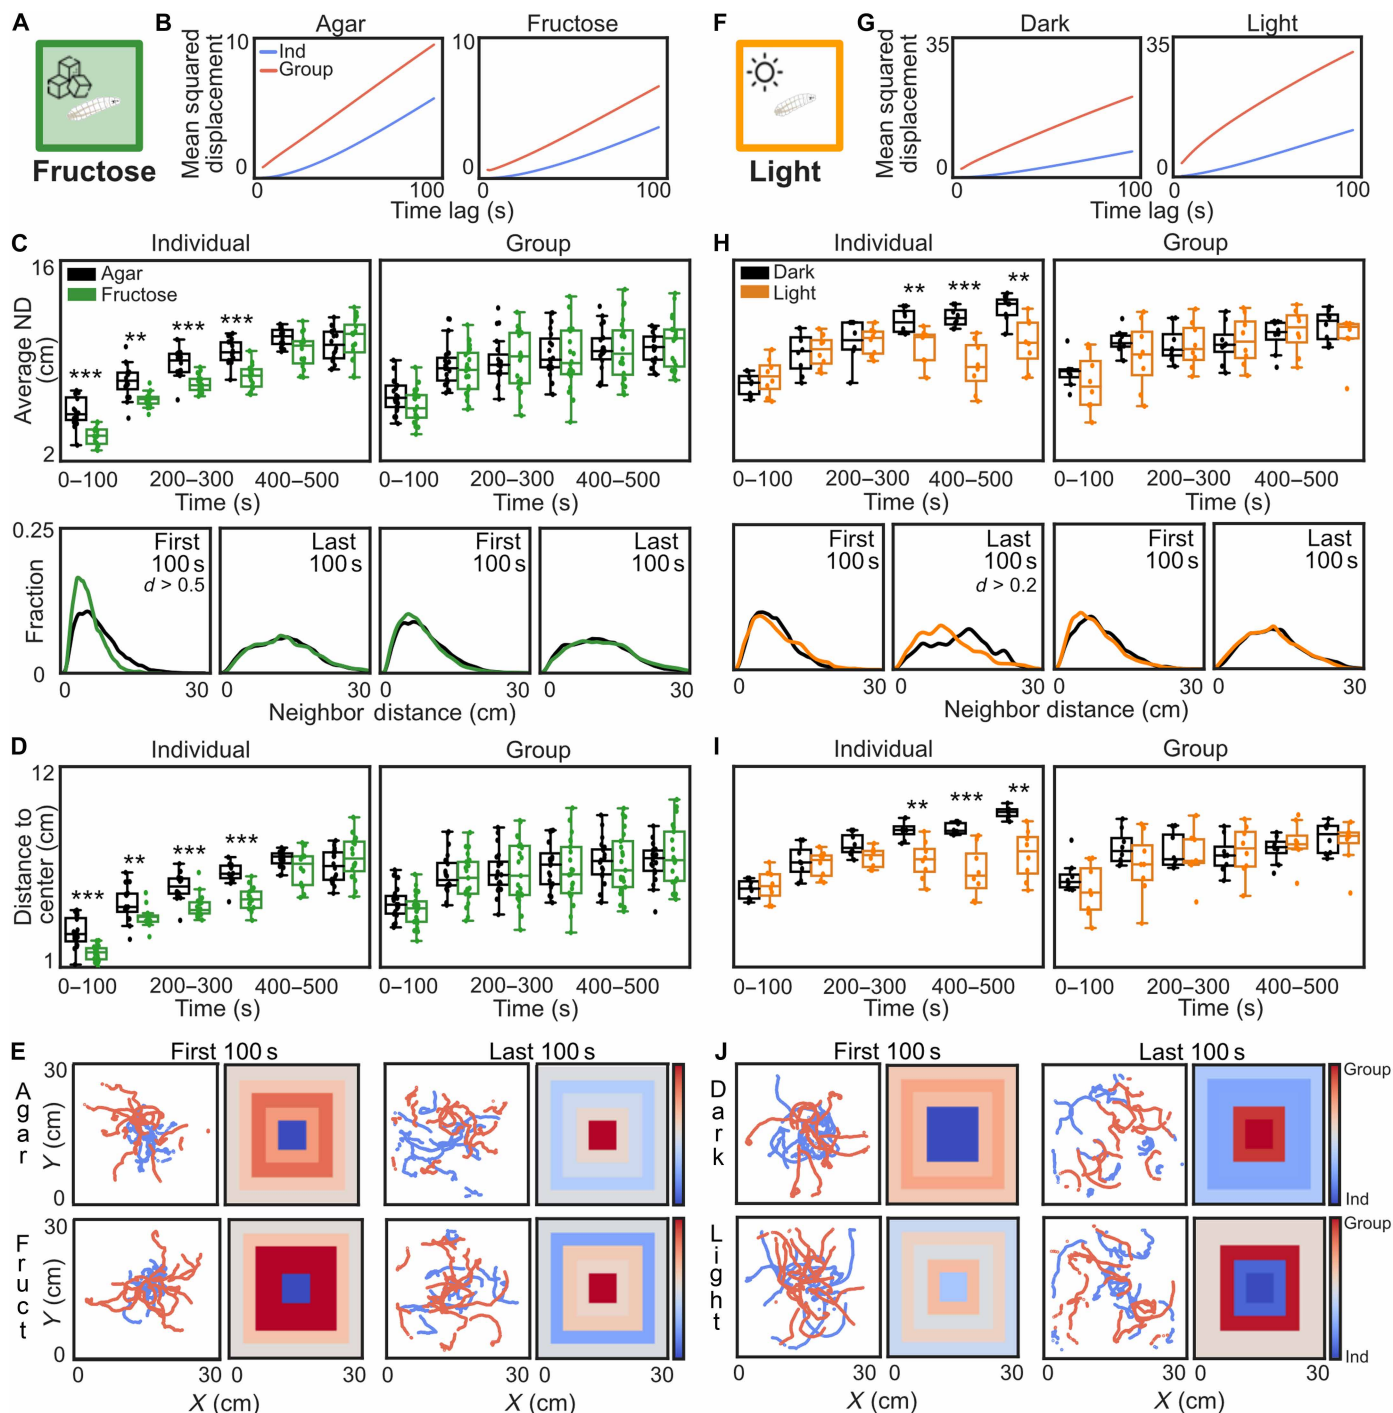 A
Fructose
B
Agar
Fructose
Mean squared
displacement
10
0
Ind
Group
10
0
0
100
0
100
Time lag (s)
F
Light
G
Dark
Light
Mean squared
displacement
35
0
35
0
0
100
0
100
Time lag (s)
C
Individual
Group
Average ND
(cm)
16
2
Agar
Fructose
***
**
***
***
0–100
200–300
400–500
0–100
200–300
400–500
Time (s)
Time (s)
Fraction
0.25
0
First
100 s
d > 0.5
Last
100 s
First
100 s
Last
100 s
0
30
0
30
0
30
Neighbor distance (cm)
H
Individual
Group
Dark
Light
**
***
**
0–100
200–300
400–500
0–100
200–300
400–500
Time (s)
Time (s)
First
100 s
Last
100 s
d > 0.2
First
100 s
Last
100 s
0
30
0
30
0
30
Neighbor distance (cm)
D
Individual
Group
Distance to
center (cm)
12
1
***
**
***
***
0–100
200–300
400–500
0–100
200–300
400–500
Time (s)
Time (s)
I
Individual
Group
**
***
**
0–100
200–300
400–500
0–100
200–300
400–500
Time (s)
Time (s)
E
First 100 s
Last 100 s
Agar
Y (cm)
30
0
Fruct
Y (cm)
30
0
0
30
0
30
X (cm)
X (cm)
J
First 100 s
Last 100 s
Dark
Group
Ind
Light
Group
Ind
0
30
0
30
0
30
0
30
X (cm)
X (cm)